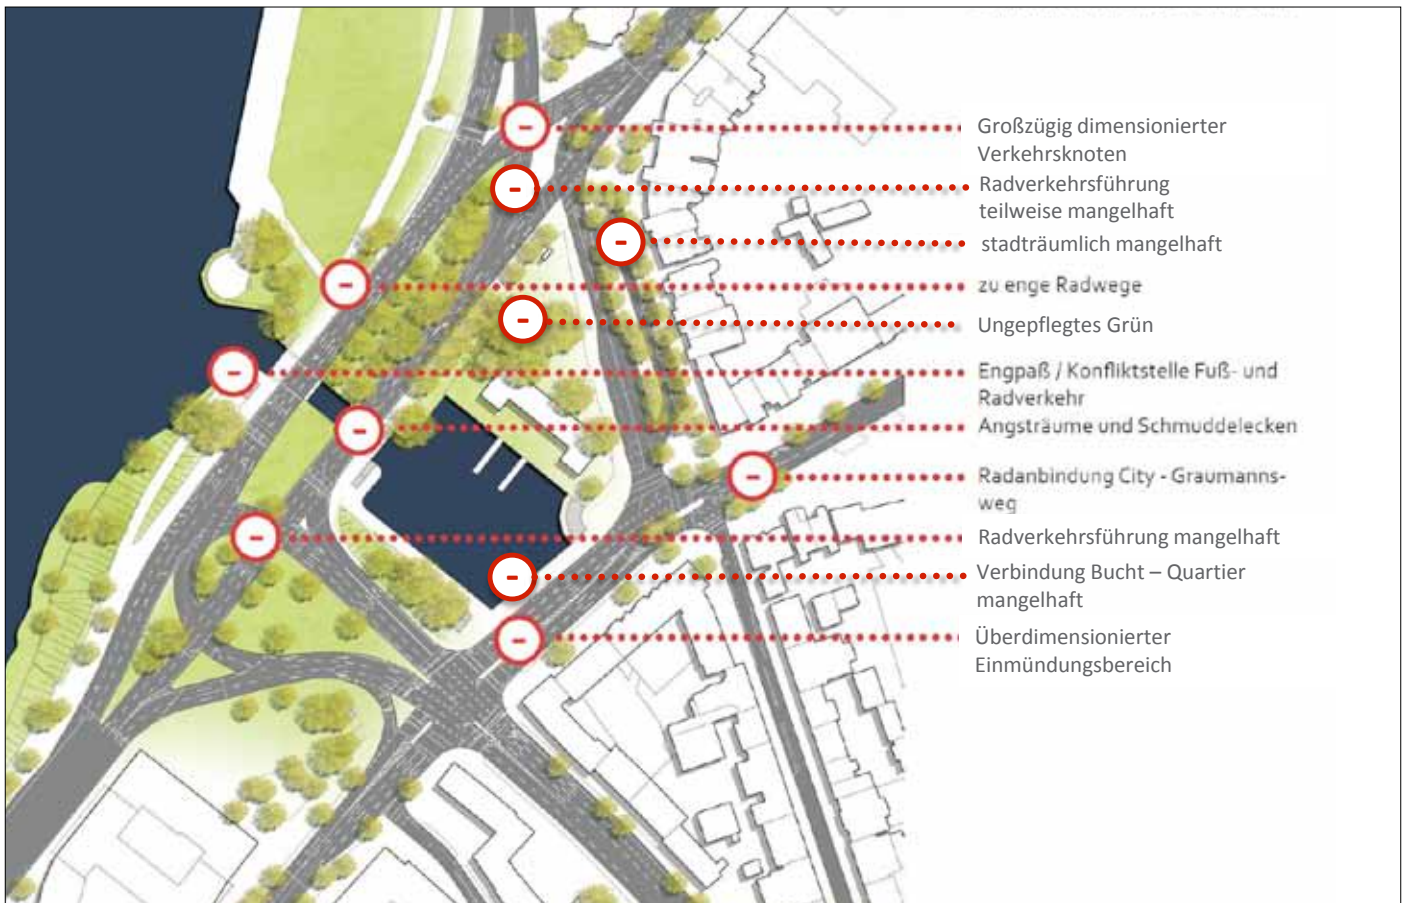 Großzügig dimensionierter
Verkehrsknoten
Radverkehrsführung
teilweise mangelhaft
stadträumlich mangelhaft
zu enge Radwege
Ungepflegtes Grün
Engpaß / Konfliktstelle Fuß- und
Radverkehr
Angsträume und Schmuddelecken
Radanbindung City - Graumanns-
weg
Radverkehrsführung mangelhaft
Verbindung Bucht – Quartier
mangelhaft
Überdimensionierter
Einmündungsbereich